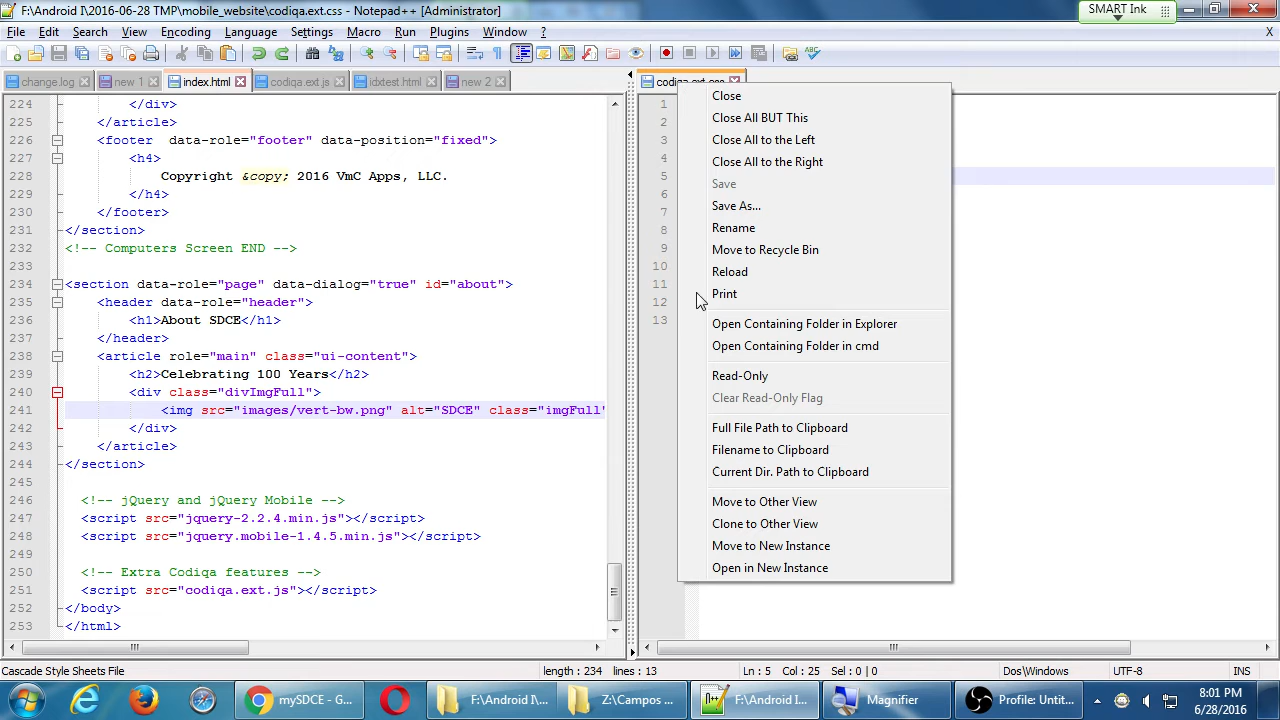 F:\Android I\2016-06-28 TMP\mobile_website\codiqa.ext.css - Notepad++ [Administrator]
SMART Ink
File Edit Search View Encoding Language Settings Macro Run Plugins Window ? X
change.log new 1 index.html codiqa.ext.js idxtest.html new 2
codiqa.ext.css
224 </div>
225 </article>
226 <footer  data-role="footer" data-position="fixed">
227 <h4>
228 Copyright &copy; 2016 VmC Apps, LLC.
229 </h4>
230 </footer>
231 </section>
232 <!-- Computers Screen END -->
233
234 <section data-role="page" data-dialog="true" id="about">
235 <header data-role="header">
236 <h1>About SDCE</h1>
237 </header>
238 <article role="main" class="ui-content">
239 <h2>Celebrating 100 Years</h2>
240 <div class="divImgFull">
241 <img src="images/vert-bw.png" alt="SDCE" class="imgFull"
242 </div>
243 </article>
244 </section>
245
246 <!-- jQuery and jQuery Mobile -->
247 <script src="jquery-2.2.4.min.js"></script>
248 <script src="jquery.mobile-1.4.5.min.js"></script>
249
250 <!-- Extra Codiqa features -->
251 <script src="codiqa.ext.js"></script>
252 </body>
253 </html>
1
2
3
4
5
6
7
8
9
10
11
12
13
Close
Close All BUT This
Close All to the Left
Close All to the Right
Save
Save As...
Rename
Move to Recycle Bin
Reload
Print
Open Containing Folder in Explorer
Open Containing Folder in cmd
Read-Only
Clear Read-Only Flag
Full File Path to Clipboard
Filename to Clipboard
Current Dir. Path to Clipboard
Move to Other View
Clone to Other View
Move to New Instance
Open in New Instance
Cascade Style Sheets File length : 234 lines : 13 Ln : 5 Col : 25 Sel : 0 | 0 Dos\Windows UTF-8 INS
mySDCE - G... F:\Android I\... Z:\Campos ... F:\Android I... Magnifier Profile: Untit... 8:01 PM
6/28/2016